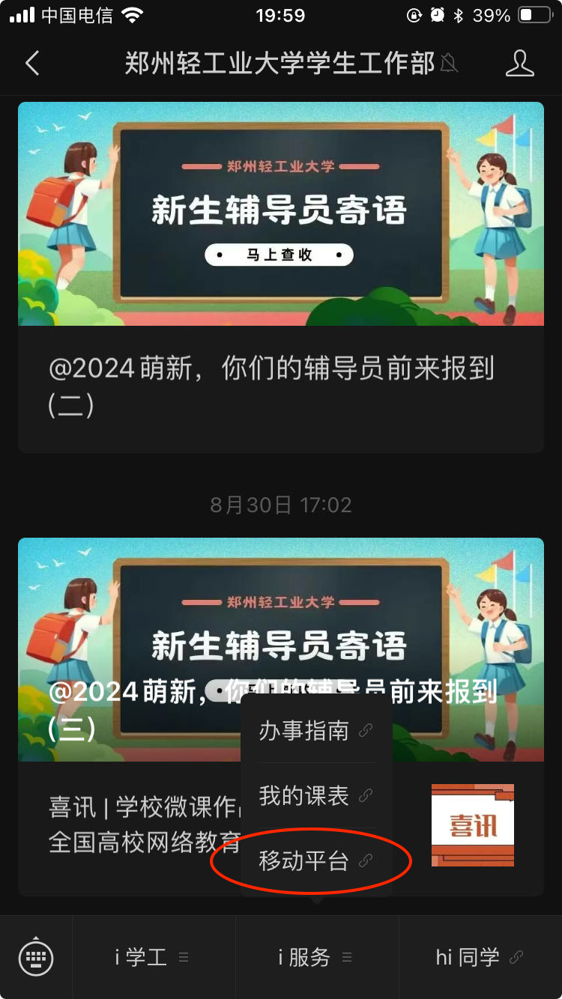 中国电信
19:59
39%
郑州轻工业大学学生工作部
郑州轻工业大学
新生辅导员寄语
马上查收
@2024萌新，你们的辅导员前来报到
(二)
8月30日 17:02
郑州轻工业大学
新生辅导员寄语
@2024萌新，你们的辅导员前来报到
(三)
办事指南
我的课表
移动平台
喜讯 | 学校微课作
全国高校网络教育
喜讯
i 学工
i 服务
hi 同学